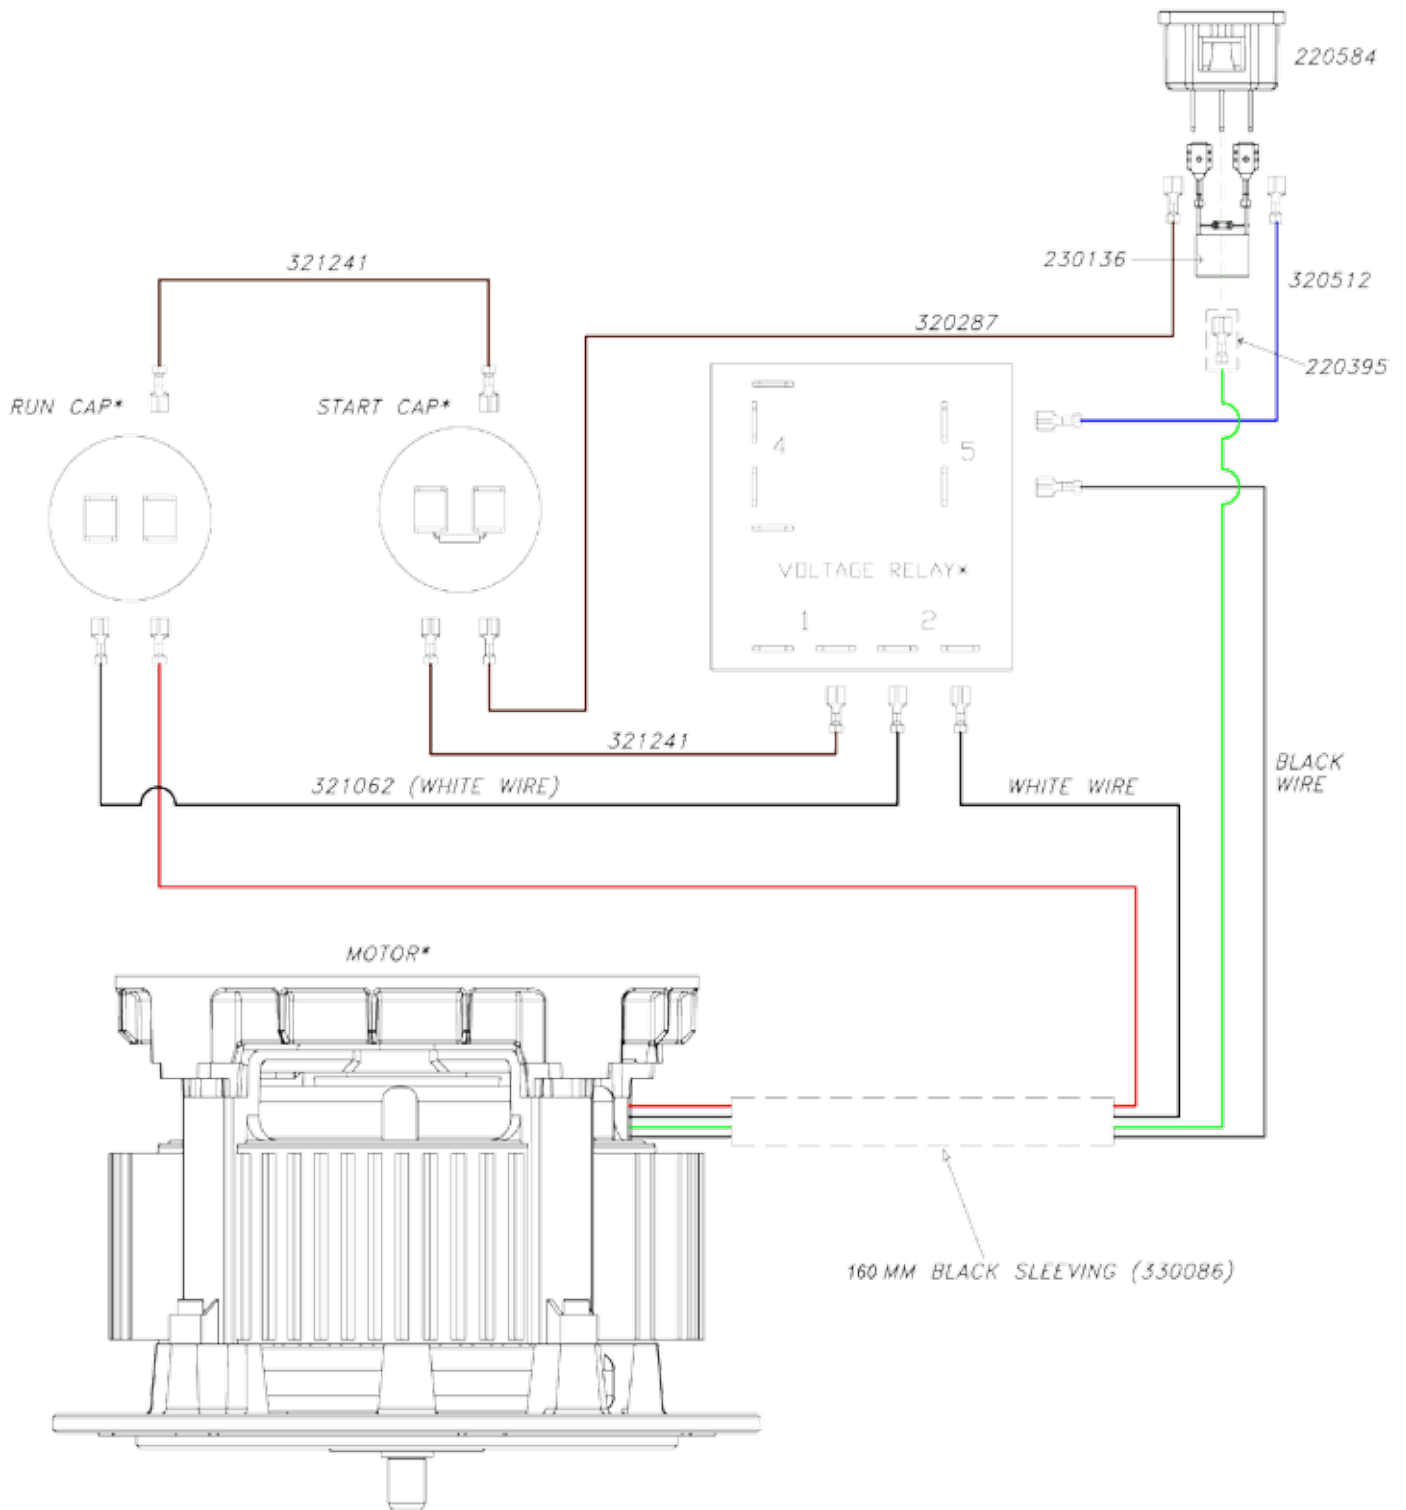 220584
321241
230136
320512
320287
220395
RUN CAP*
START CAP*
4
5
VOLTAGE RELAY*
1
2
321241
321062 (WHITE WIRE)
WHITE WIRE
BLACK
WIRE
MOTOR*
160 MM BLACK SLEEVING (330086)